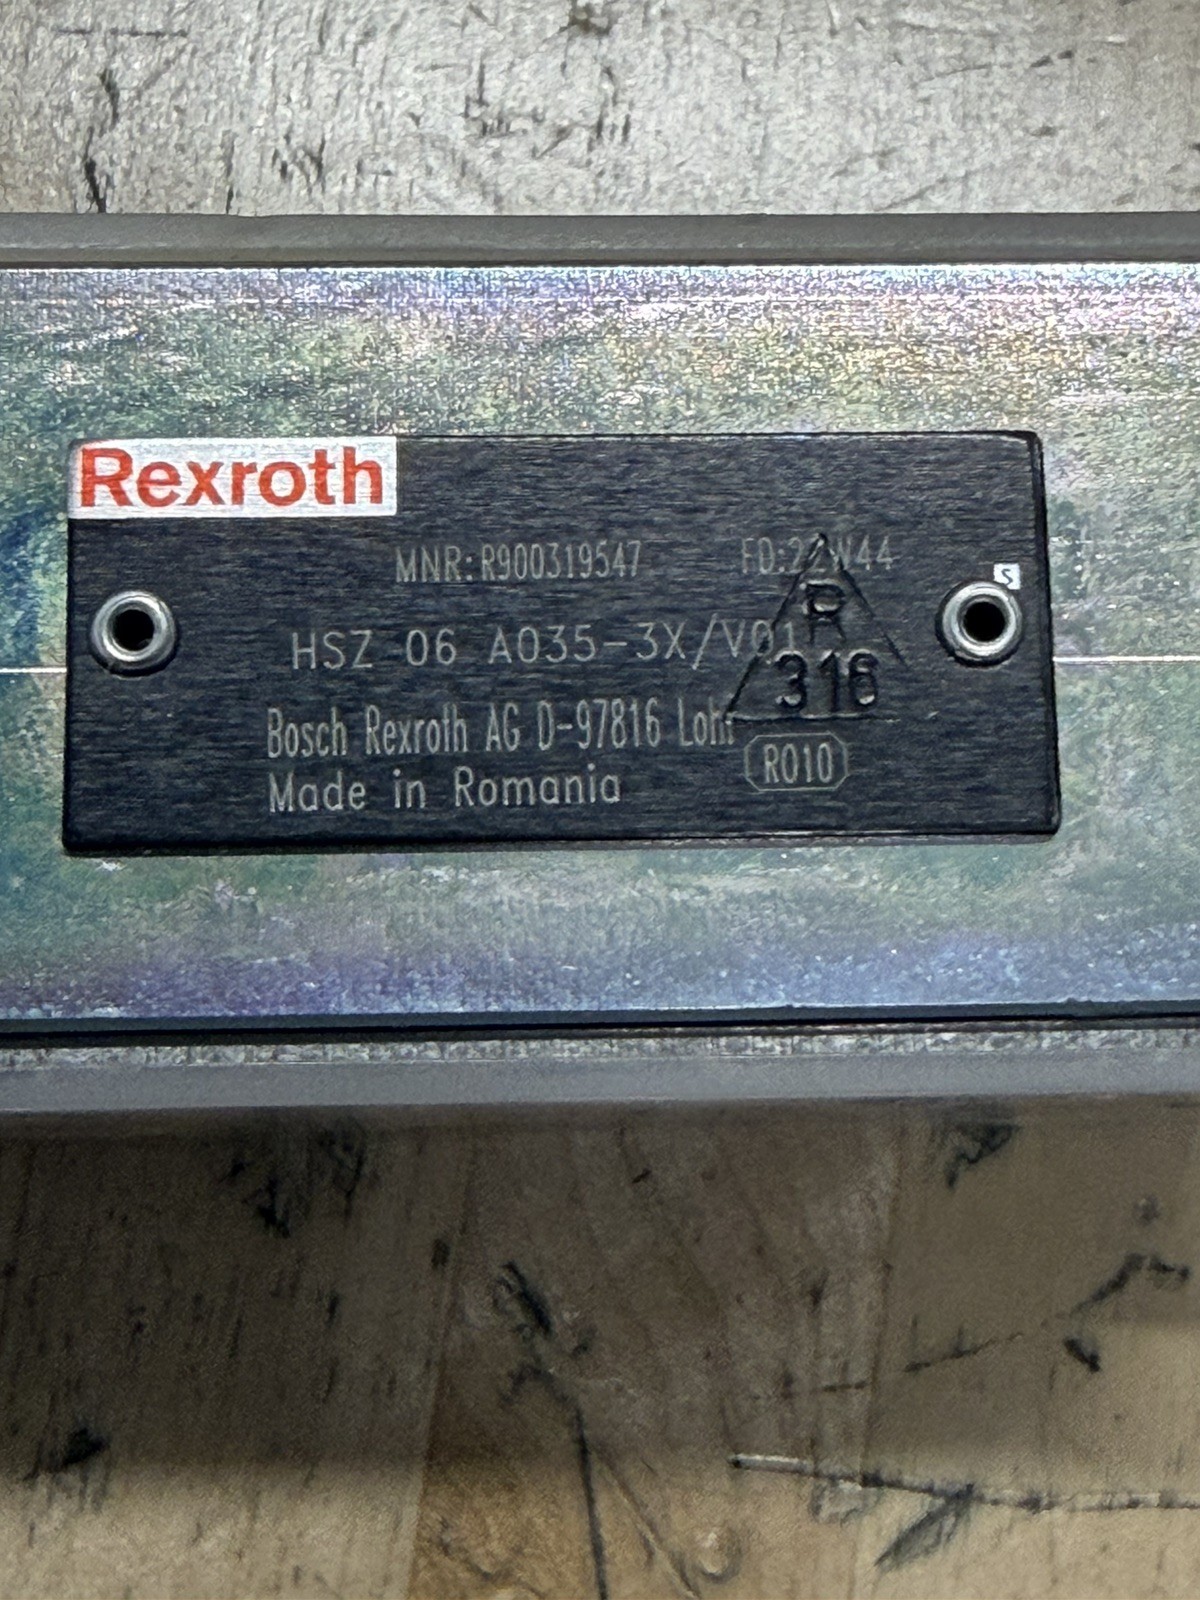 Rexroth
MNR:R900319547 FD:22W44
S
HSZ 06 A035-3X/V01
R
316
Bosch Rexroth AG D-97816 Lohr
R010
Made in Romania